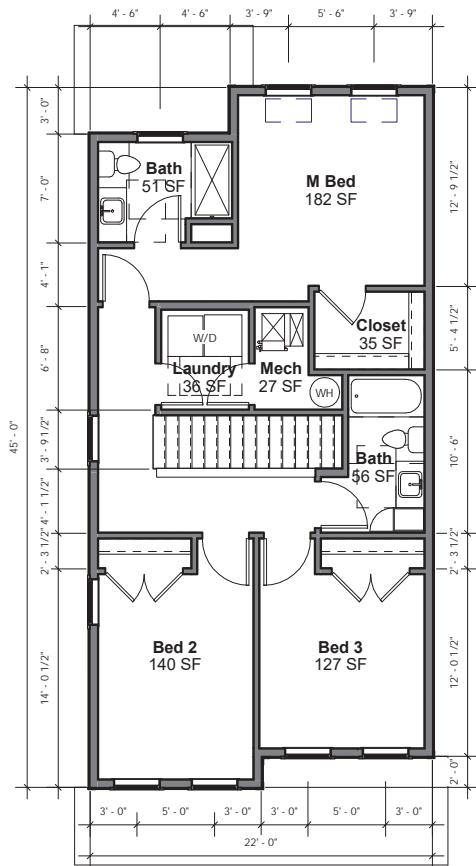 4' - 6"
4' - 6"
3' - 9"
5' - 6"
3' - 9"
3' - 0"
7' - 0"
4' - 1"
6' - 8"
3' - 9 1/2"
4' - 1 1/2"
2' - 3 1/2"
14' - 0 1/2"
45' - 0"
12' - 9 1/2"
5' - 4 1/2"
10' - 6"
2' - 3 1/2"
12' - 0 1/2"
2' - 0"
Bath
51 SF
M Bed
182 SF
W/D
Laundry
36 SF
Mech
27 SF
WH
Closet
35 SF
Bath
56 SF
Bed 2
140 SF
Bed 3
127 SF
3' - 0"
5' - 0"
3' - 0"
3' - 0"
5' - 0"
3' - 0"
22' - 0"